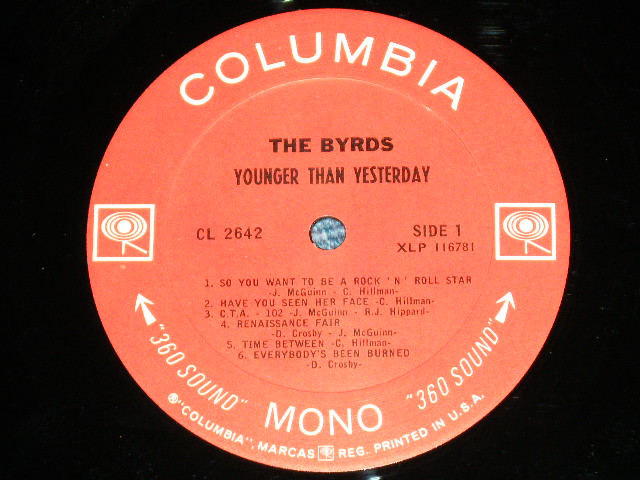 COLUMBIA
THE BYRDS
YOUNGER THAN YESTERDAY
CL 2642
SIDE 1
XLP 116781
1. SO YOU WANT TO BE A ROCK 'N' ROLL STAR
-J. McGuinn - C. Hillman-
2. HAVE YOU SEEN HER FACE -C. Hillman-
3. C.T.A. - 102 -J. McGuinn - R.J. Hippard-
4. RENAISSANCE FAIR
-D. Crosby - J. McGuinn-
5. TIME BETWEEN -C. Hillman-
6. EVERYBODY'S BEEN BURNED
-D. Crosby-
"360 SOUND"
MONO
"360 SOUND"
®"COLUMBIA", MARCAS REG. PRINTED IN U.S.A.